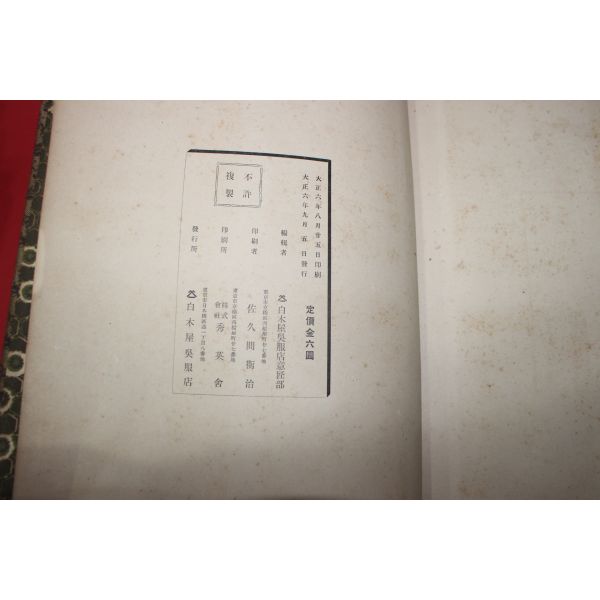 大正六年八月廿五日印刷
大正六年九月五日發行
定價金六圓
編輯者
白木屋吳服店意匠部
印刷者
佐久間衡治
印刷所
株式會社
秀英舍
發行所
白木屋吳服店
不許
複製